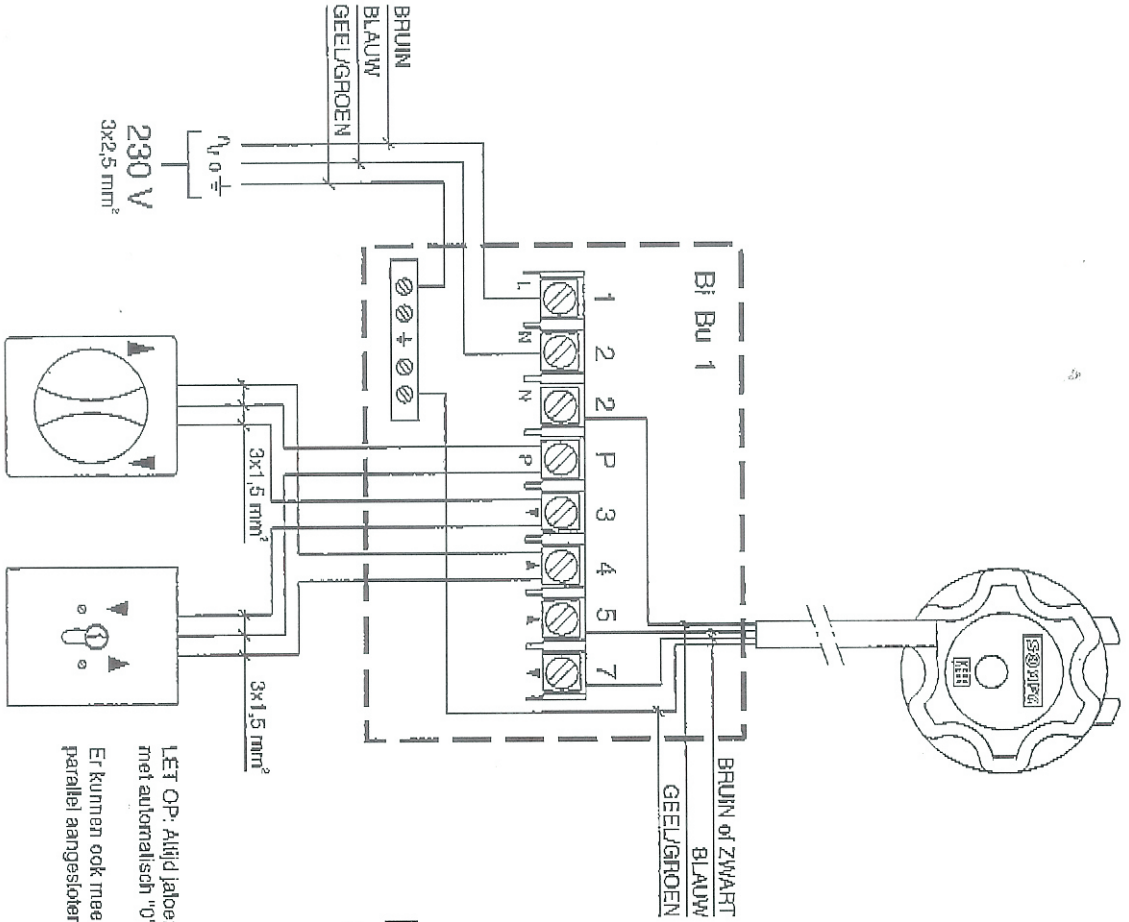 BRUIN
BLAUW
GEEL/GROEN
230 V
3x2,5 mm²
Bi Bu 1
1 2 2 P 3 4 5 7
L N N P
3x1,5 mm²
3x1,5 mm²
SOMFY
BRUIN of ZWART
BLAUW
GEEL/GROEN
LET OP: Altijd jaloe
met automatisch "0"
Er kunnen ook mee
parallel aangesloten